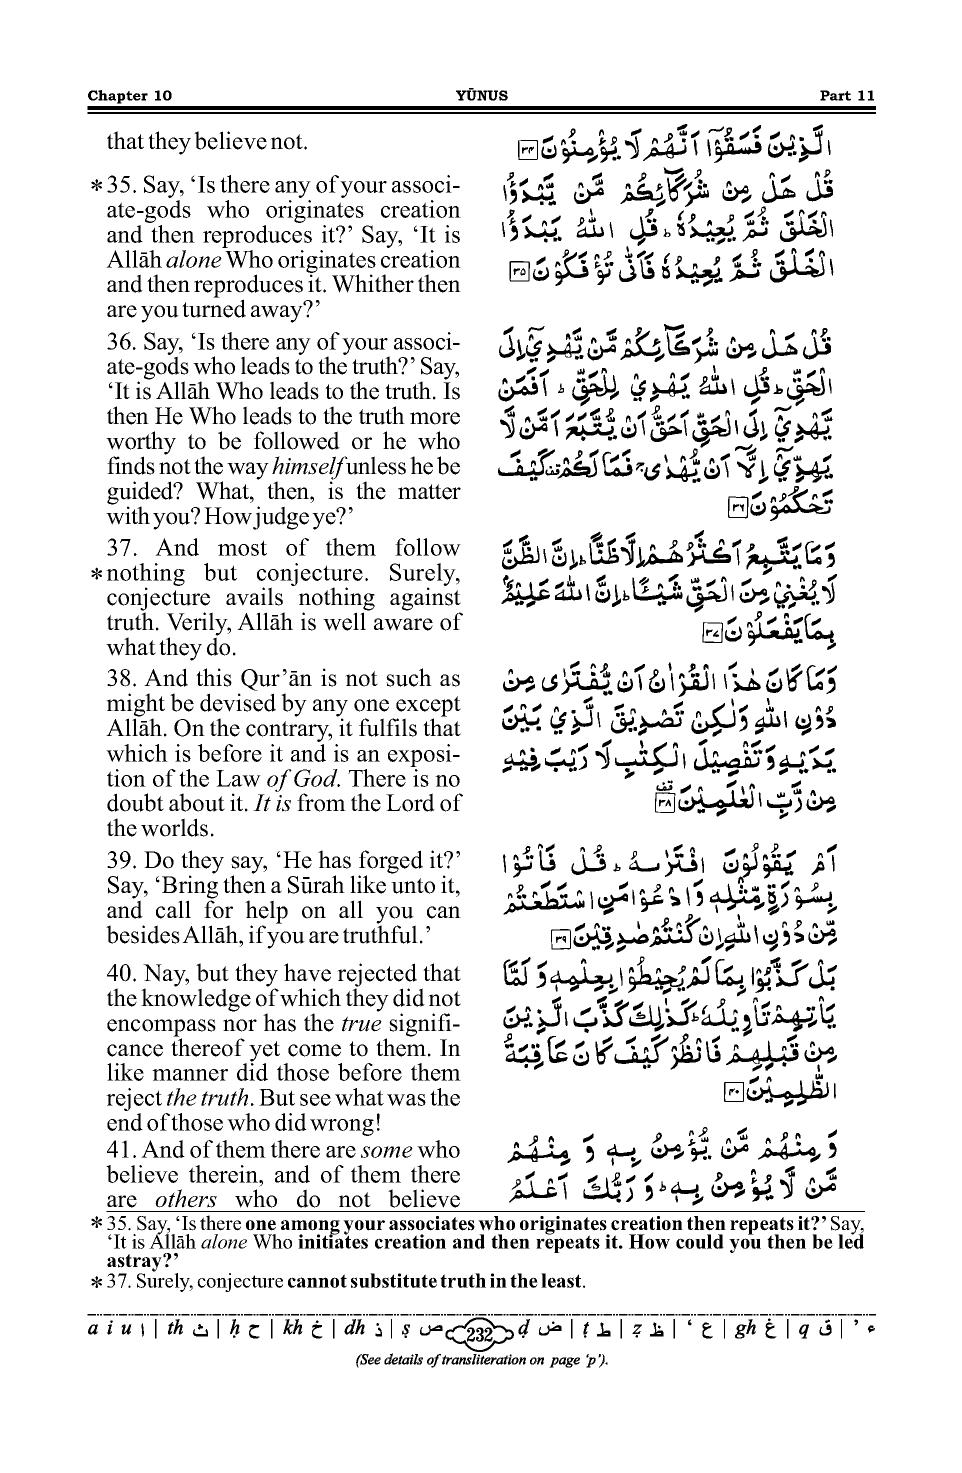 Chapter 10 YŪNUS Part 11
that they believe not.
الَّذِيْنَ فَسَقُوْۤا اَنَّهُمْ لَا يُؤْمِنُوْنَ ۳۴
* 35. Say, ‘Is there any of your associ-
ate-gods who originates creation
and then reproduces it?’ Say, ‘It is
Allāh alone Who originates creation
and then reproduces it. Whither then
are you turned away?’
قُلْ هَلْ مِنْ شُرَكَآئِكُمْ مَّنْ يَّبْدَؤُا
الْخَلْقَ ثُمَّ يُعِيْدُهٗ ؕ قُلِ اللّٰهُ يَبْدَؤُا
الْخَلْقَ ثُمَّ يُعِيْدُهٗ فَاَنّٰى تُؤْفَكُوْنَ ۳۵
36. Say, ‘Is there any of your associ-
ate-gods who leads to the truth?’ Say,
‘It is Allāh Who leads to the truth. Is
then He Who leads to the truth more
worthy to be followed or he who
finds not the way himself unless he be
guided? What, then, is the matter
with you? How judge ye?’
قُلْ هَلْ مِنْ شُرَكَآئِكُمْ مَّنْ يَّهْدِيْۤ اِلَى
الْحَقِّ ؕ قُلِ اللّٰهُ يَهْدِيْ لِلْحَقِّ ؕ اَفَمَنْ
يَّهْدِيْۤ اِلَى الْحَقِّ اَحَقُّ اَنْ يُّتَّبَعَ اَمَّنْ لَّا
يَهِدِّيْۤ اِلَّاۤ اَنْ يُّهْدٰى ۚ فَمَا لَكُمْ ۟ كَيْفَ
تَحْكُمُوْنَ ۳۶
37. And most of them follow
* nothing but conjecture. Surely,
conjecture avails nothing against
truth. Verily, Allāh is well aware of
what they do.
وَمَا يَتَّبِعُ اَكْثَرُهُمْ اِلَّا ظَنًّا ؕ اِنَّ الظَّنَّ
لَا يُغْنِيْ مِنَ الْحَقِّ شَيْئًا ؕ اِنَّ اللّٰهَ عَلِيْمٌۢ
بِمَا يَفْعَلُوْنَ ۳۷
38. And this Qur’ān is not such as
might be devised by any one except
Allāh. On the contrary, it fulfils that
which is before it and is an exposi-
tion of the Law of God. There is no
doubt about it. It is from the Lord of
the worlds.
وَمَا كَانَ هٰذَا الْقُرْاٰنُ اَنْ يُّفْتَرٰى مِنْ
دُوْنِ اللّٰهِ وَلٰكِنْ تَصْدِيْقَ الَّذِيْ بَيْنَ
يَدَيْهِ وَتَفْصِيْلَ الْكِتٰبِ لَا رَيْبَ فِيْهِ
مِنْ رَّبِّ الْعٰلَمِيْنَ ۳۸ قف
39. Do they say, ‘He has forged it?’
Say, ‘Bring then a Sūrah like unto it,
and call for help on all you can
besides Allāh, if you are truthful.’
اَمْ يَقُوْلُوْنَ افْتَرٰىهُ ؕ قُلْ فَاْتُوْا
بِسُوْرَةٍ مِّثْلِهٖ وَادْعُوْا مَنِ اسْتَطَعْتُمْ
مِّنْ دُوْنِ اللّٰهِ اِنْ كُنْتُمْ صٰدِقِيْنَ ۳۹
40. Nay, but they have rejected that
the knowledge of which they did not
encompass nor has the true signifi-
cance thereof yet come to them. In
like manner did those before them
reject the truth. But see what was the
end of those who did wrong!
بَلْ كَذَّبُوْا بِمَا لَمْ يُحِيْطُوْا بِعِلْمِهٖ وَ لَمَّا
يَاْتِهِمْ تَاْوِيْلُهٗ ؕ كَذٰلِكَ كَذَّبَ الَّذِيْنَ
مِنْ قَبْلِهِمْ فَانْظُرْ كَيْفَ كَانَ عَاقِبَةُ
الظّٰلِمِيْنَ ۴۰
41. And of them there are some who
believe therein, and of them there
are others who do not believe
وَ مِنْهُمْ مَّنْ يُّؤْمِنُ بِهٖ وَ مِنْهُمْ
مَّنْ لَّا يُؤْمِنُ بِهٖ ؕ وَ رَبُّكَ اَعْلَمُ
* 35. Say, ‘Is there one among your associates who originates creation then repeats it?’ Say,
‘It is Allāh alone Who initiates creation and then repeats it. How could you then be led
astray?’
* 37. Surely, conjecture cannot substitute truth in the least.
a i u ا | th ث | ḥ ح | kh خ | dh ذ | ṣ ص 232 ḍ ض | ṭ ط | ẓ ظ | ‘ ع | gh غ | q ق | ’ ء
(See details of transliteration on page ‘p’).